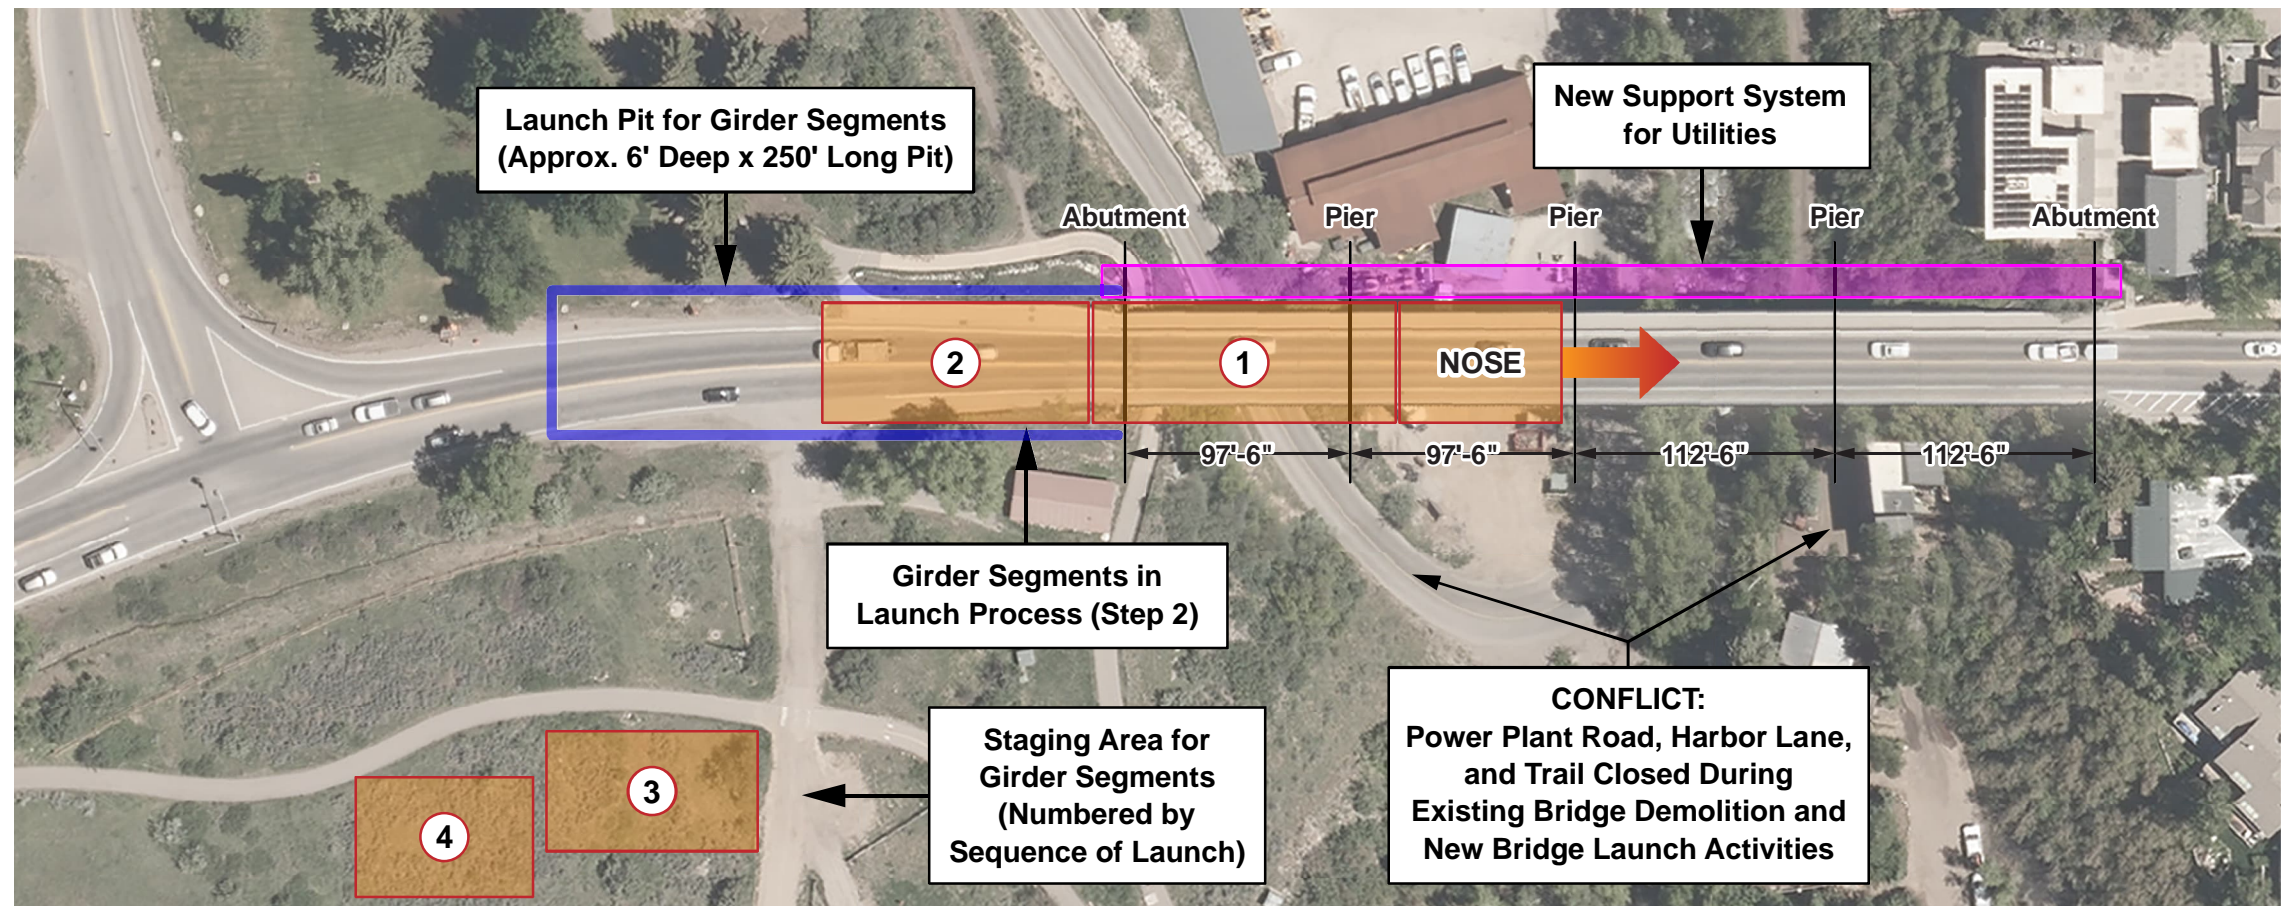 Launch Pit for Girder Segments
(Approx. 6' Deep x 250' Long Pit)
New Support System
for Utilities
Abutment
Pier
Pier
Pier
Abutment
2
1
NOSE
97'-6"
97'-6"
112'-6"
112'-6"
Girder Segments in
Launch Process (Step 2)
CONFLICT:
Power Plant Road, Harbor Lane,
and Trail Closed During
Existing Bridge Demolition and
New Bridge Launch Activities
Staging Area for
Girder Segments
(Numbered by
Sequence of Launch)
3
4